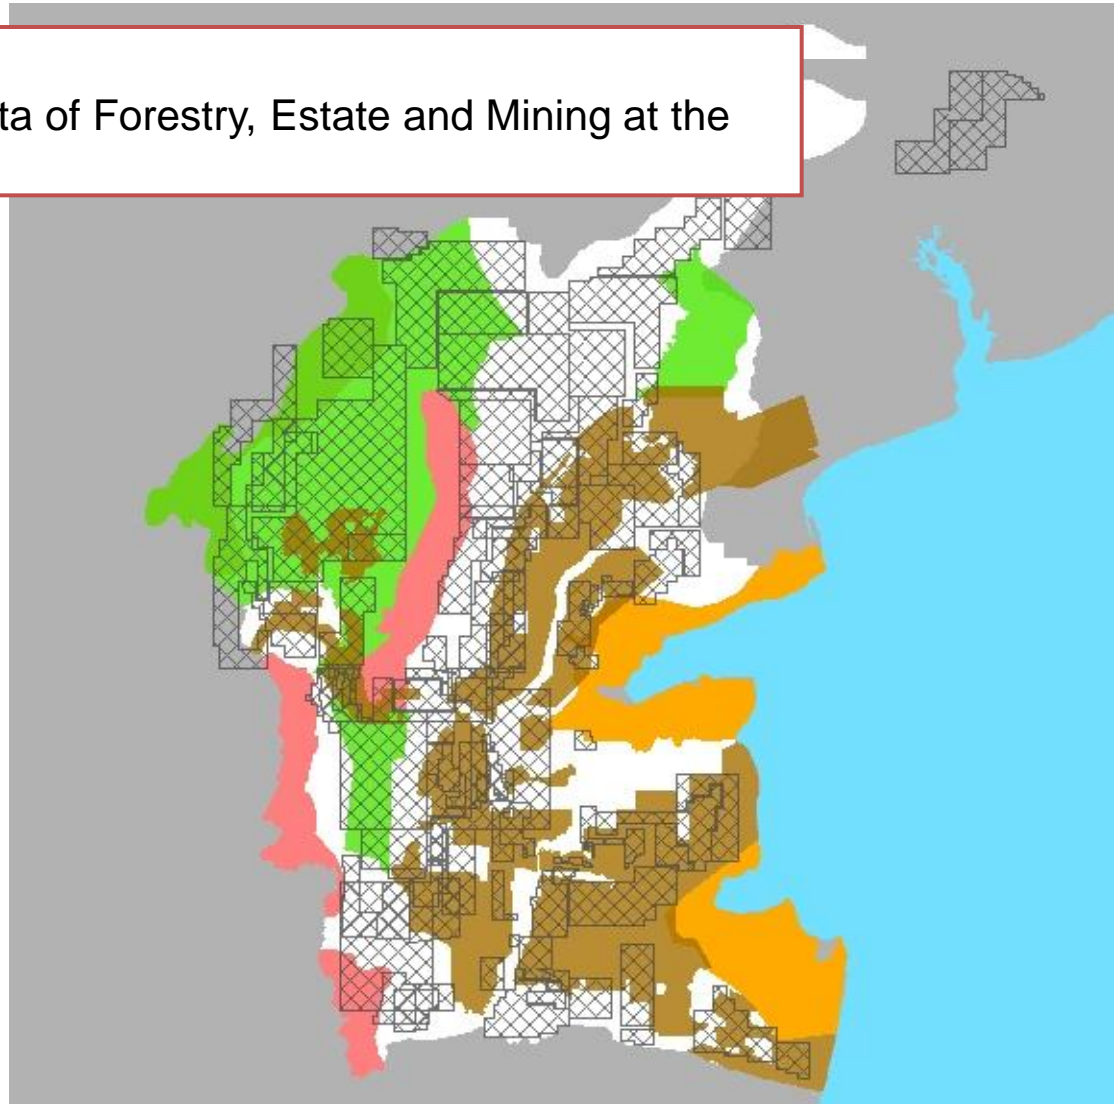 ta of Forestry, Estate and Mining at the